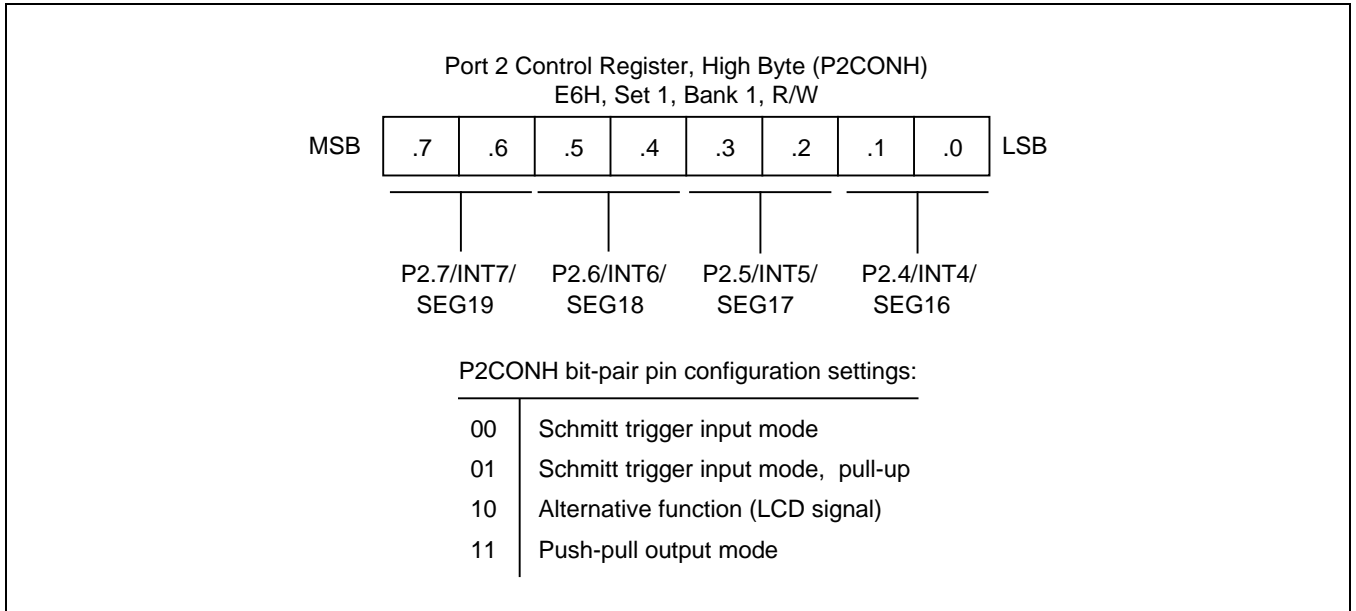 Port 2 Control Register, High Byte (P2CONH)
E6H, Set 1, Bank 1, R/W
MSB .7 .6 .5 .4 .3 .2 .1 .0 LSB
P2.7/INT7/ P2.6/INT6/ P2.5/INT5/ P2.4/INT4/
SEG19 SEG18 SEG17 SEG16
P2CONH bit-pair pin configuration settings:
00 Schmitt trigger input mode
01 Schmitt trigger input mode, pull-up
10 Alternative function (LCD signal)
11 Push-pull output mode